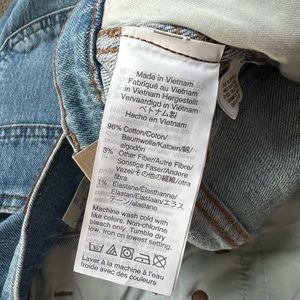 Made in Vietnam
Fabriqué au Vietnam
In Vietnam Hergestellt
Vervaardigd in Vietnam
ベトナム製
Hecho en Vietnam
96% Cotton/Coton/
Baumwolle/Katoen/綿/
algodón
3% Other Fiber/Autre Fibre/
Sonstige Faser/Andere
Vezel/その他の繊維/otra
fibra
1% Elastane/Élasthanne/
Elastan/Elastaan/エラス
テーン/elastano
Machine wash cold with
like colors. Non-chlorine
bleach only. Tumble dry
low. Iron on lowest setting.
Laver à la machine à l'eau
froide avec des couleurs